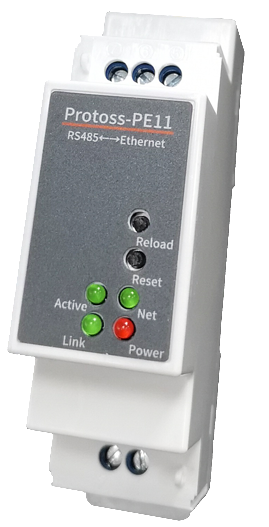 Protoss-PE11
RS485←→Ethernet
Reload
Reset
Active
Net
Link
Power